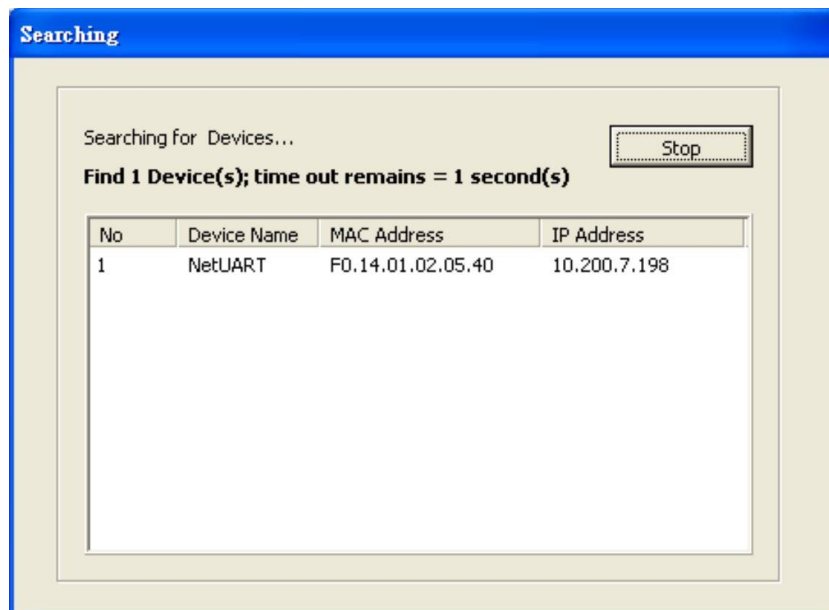 Searching
Searching for Devices...
Stop
Find 1 Device(s); time out remains = 1 second(s)
No Device Name MAC Address IP Address
1 NetUART F0.14.01.02.05.40 10.200.7.198